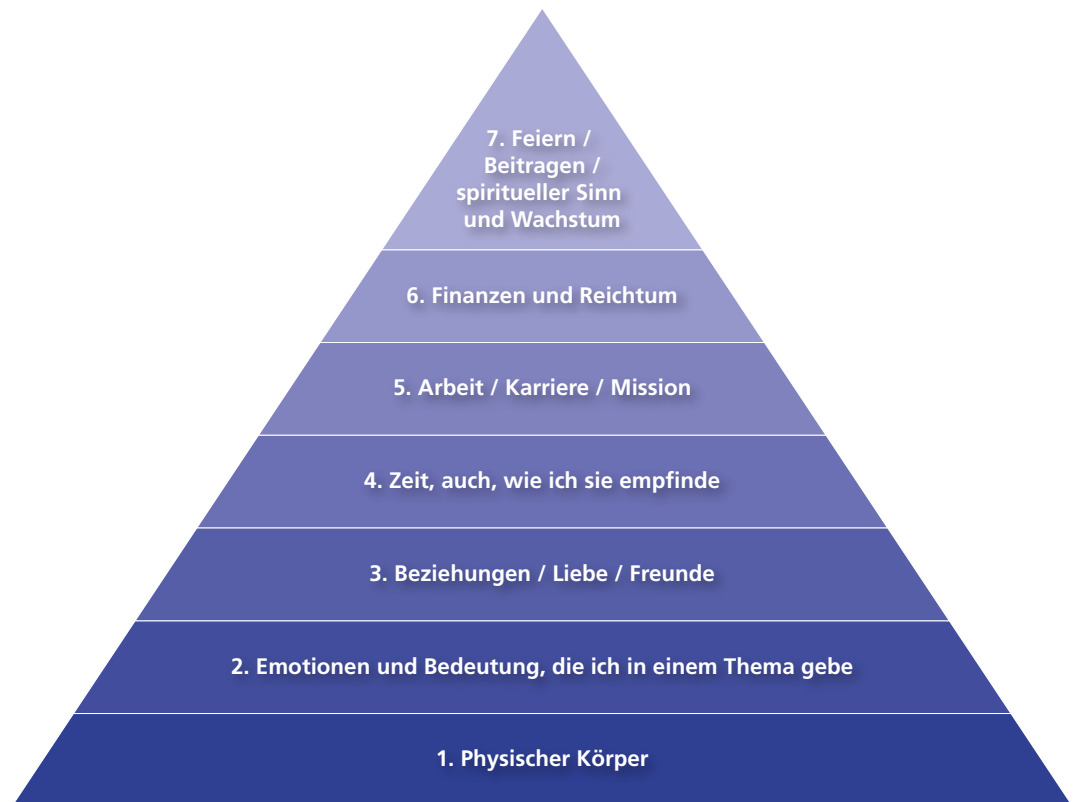 7. Feiern /
Beitragen /
spiritueller Sinn
und Wachstum
6. Finanzen und Reichtum
5. Arbeit / Karriere / Mission
4. Zeit, auch, wie ich sie empfinde
3. Beziehungen / Liebe / Freunde
2. Emotionen und Bedeutung, die ich in einem Thema gebe
1. Physischer Körper